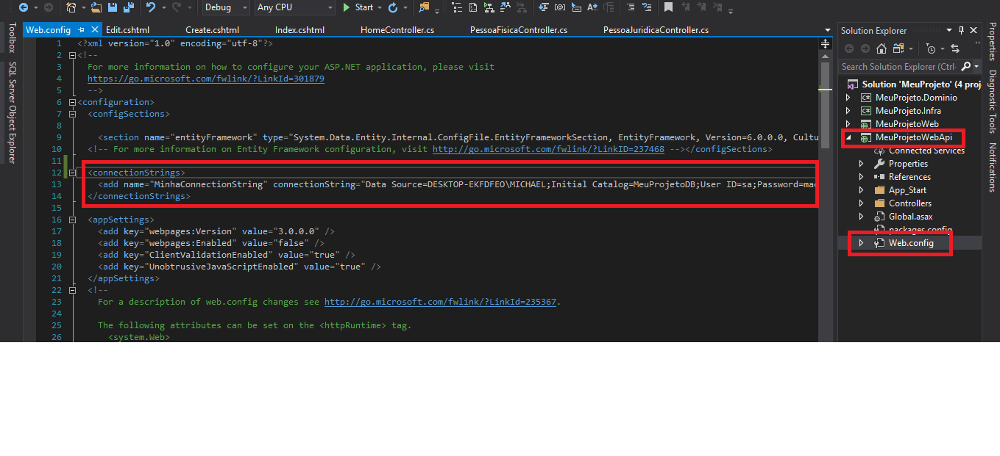 Debug
Any CPU
Start
Web.config
Edit.cshtml
Create.cshtml
Index.cshtml
HomeController.cs
PessoaFisicaController.cs
PessoaJuridicaController.cs
Toolbox
SQL Server Object Explorer
1 <?xml version="1.0" encoding="utf-8"?>
2 <!--
3 For more information on how to configure your ASP.NET application, please visit
4 https://go.microsoft.com/fwlink/?LinkId=301879
5 -->
6 <configuration>
7 <configSections>
8
9 <section name="entityFramework" type="System.Data.Entity.Internal.ConfigFile.EntityFrameworkSection, EntityFramework, Version=6.0.0.0, Cultu
10 <!-- For more information on Entity Framework configuration, visit http://go.microsoft.com/fwlink/?LinkID=237468 --></configSections>
11
12 <connectionStrings>
13 <add name="MinhaConnectionString" connectionString="Data Source=DESKTOP-EKFDFEO\MICHAEL;Initial Catalog=MeuProjetoDB;User ID=sa;Password=mac
14 </connectionStrings>
15
16 <appSettings>
17 <add key="webpages:Version" value="3.0.0.0" />
18 <add key="webpages:Enabled" value="false" />
19 <add key="ClientValidationEnabled" value="true" />
20 <add key="UnobtrusiveJavaScriptEnabled" value="true" />
21 </appSettings>
22 <!--
23 For a description of web.config changes see http://go.microsoft.com/fwlink/?LinkId=235367.
24
25 The following attributes can be set on the <httpRuntime> tag.
26 <system.Web>
Solution Explorer
Search Solution Explorer (Ctrl-
Solution 'MeuProjeto' (4 proj
C# MeuProjeto.Dominio
C# MeuProjeto.Infra
MeuProjetoWeb
MeuProjetoWebApi
Connected Services
Properties
References
App_Start
Controllers
Global.asax
packages.config
Web.config
Properties
Diagnostic Tools
Notifications